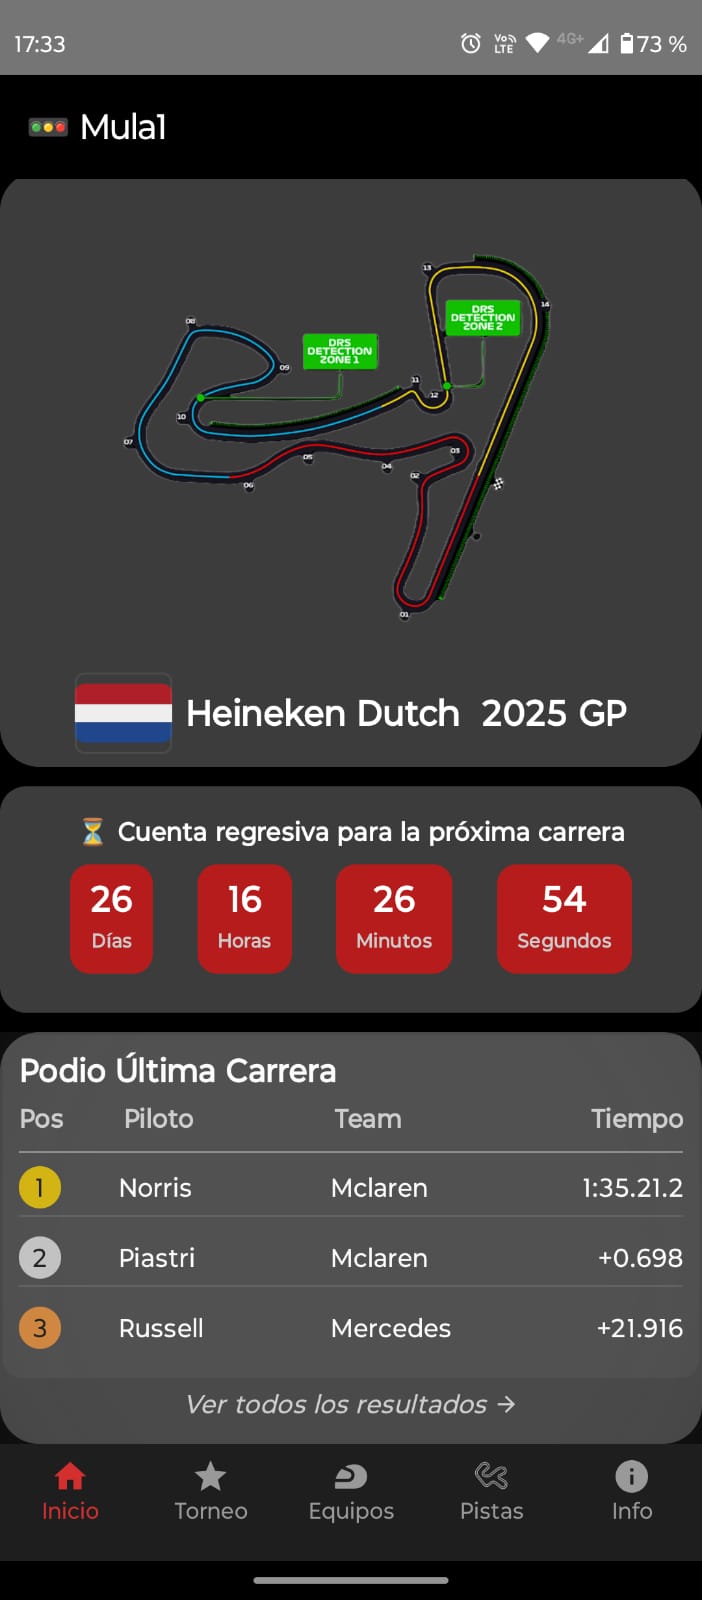 17:33
Vo LTE 4G+ 73 %
Mula1
13
DRS
DETECTION
ZONE 2
14
08
DRS
DETECTION
ZONE 1
09
11
12
10
07
03
05
04
02
06
01
Heineken Dutch  2025 GP
Cuenta regresiva para la próxima carrera
26 16 26 54
Días Horas Minutos Segundos
Podio Última Carrera
Pos Piloto Team Tiempo
1 Norris Mclaren 1:35.21.2
2 Piastri Mclaren +0.698
3 Russell Mercedes +21.916
Ver todos los resultados →
Inicio Torneo Equipos Pistas Info